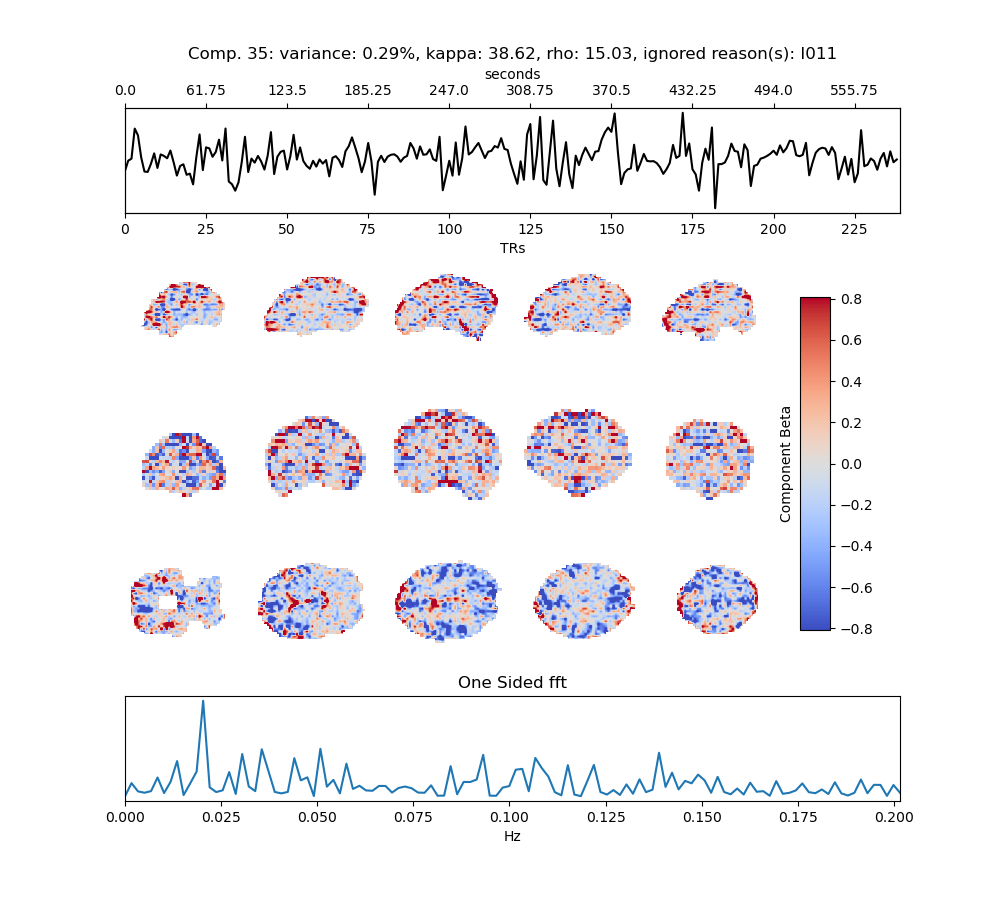 Comp. 35: variance: 0.29%, kappa: 38.62, rho: 15.03, ignored reason(s): I011
seconds
0.0 61.75 123.5 185.25 247.0 308.75 370.5 432.25 494.0 555.75
0 25 50 75 100 125 150 175 200 225
TRs
0.8
0.6
0.4
0.2
0.0
−0.2
−0.4
−0.6
−0.8
Component Beta
One Sided fft
0.000 0.025 0.050 0.075 0.100 0.125 0.150 0.175 0.200
Hz